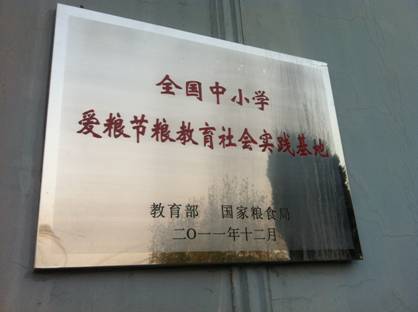 全国中小学
爱粮节粮教育社会实践基地
教育部 国家粮食局
二〇一一年十二月